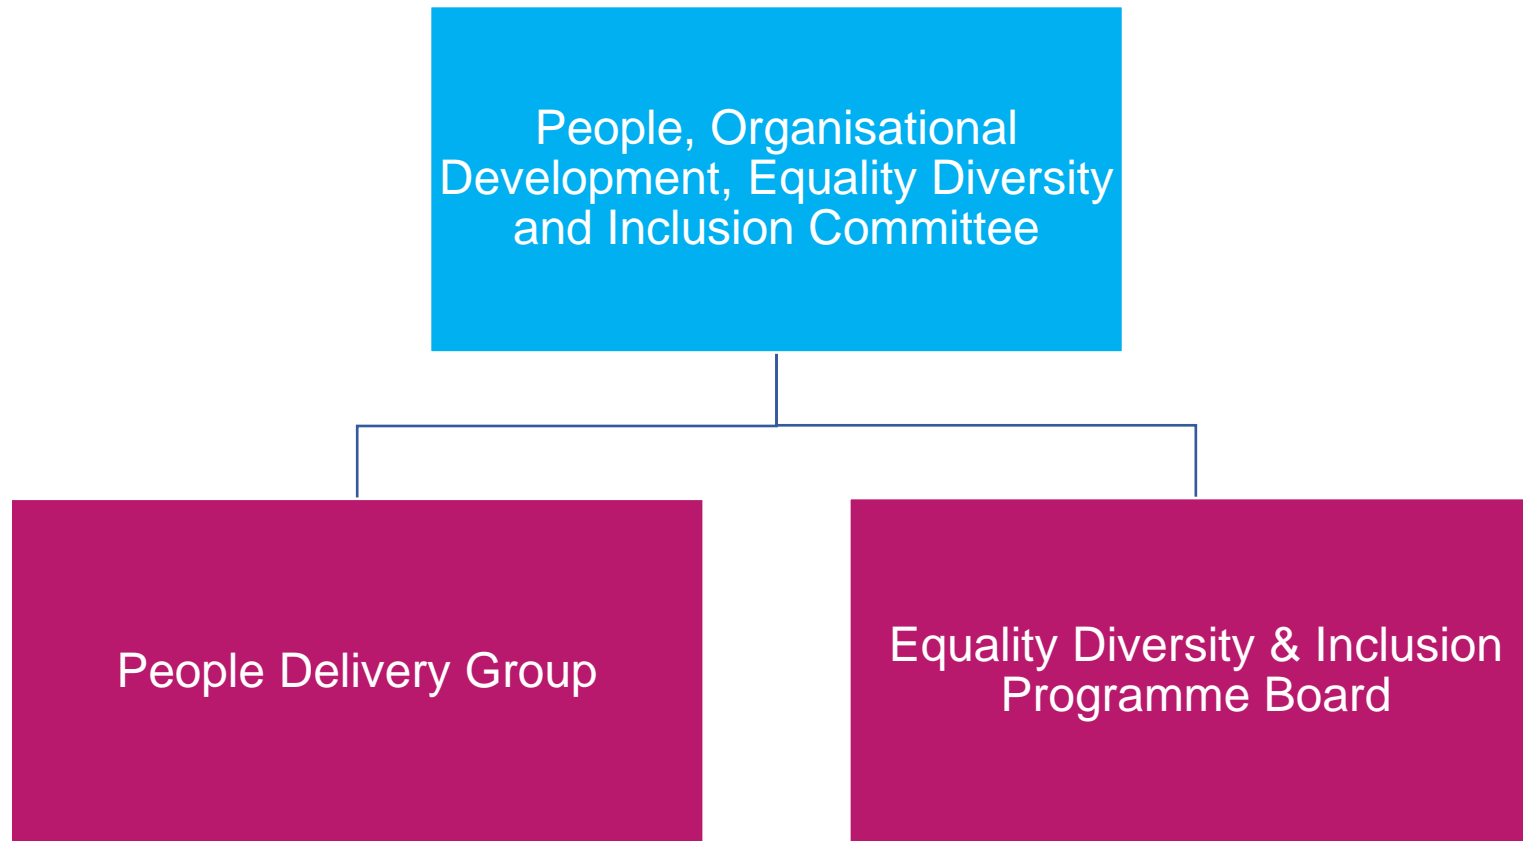 People, Organisational
Development, Equality Diversity
and Inclusion Committee
People Delivery Group
Equality Diversity & Inclusion
Programme Board